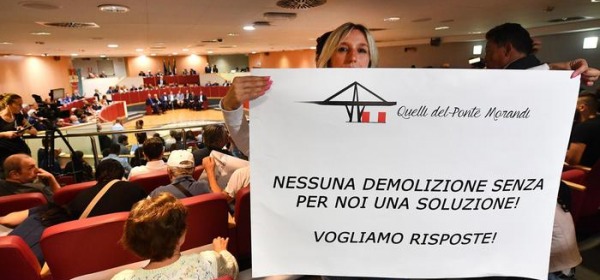 Quelli del Ponte Morandi
NESSUNA DEMOLIZIONE SENZA
PER NOI UNA SOLUZIONE!
VOGLIAMO RISPOSTE!